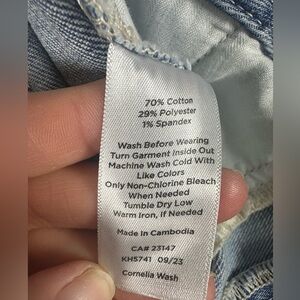 70% Cotton
29% Polyester
1% Spandex
Wash Before Wearing
Turn Garment Inside Out
Machine Wash Cold With
Like Colors
Only Non-Chlorine Bleach
When Needed
Tumble Dry Low
Warm Iron, If Needed
Made In Cambodia
CA# 23147
KH5741 09/23
Cornelia Wash